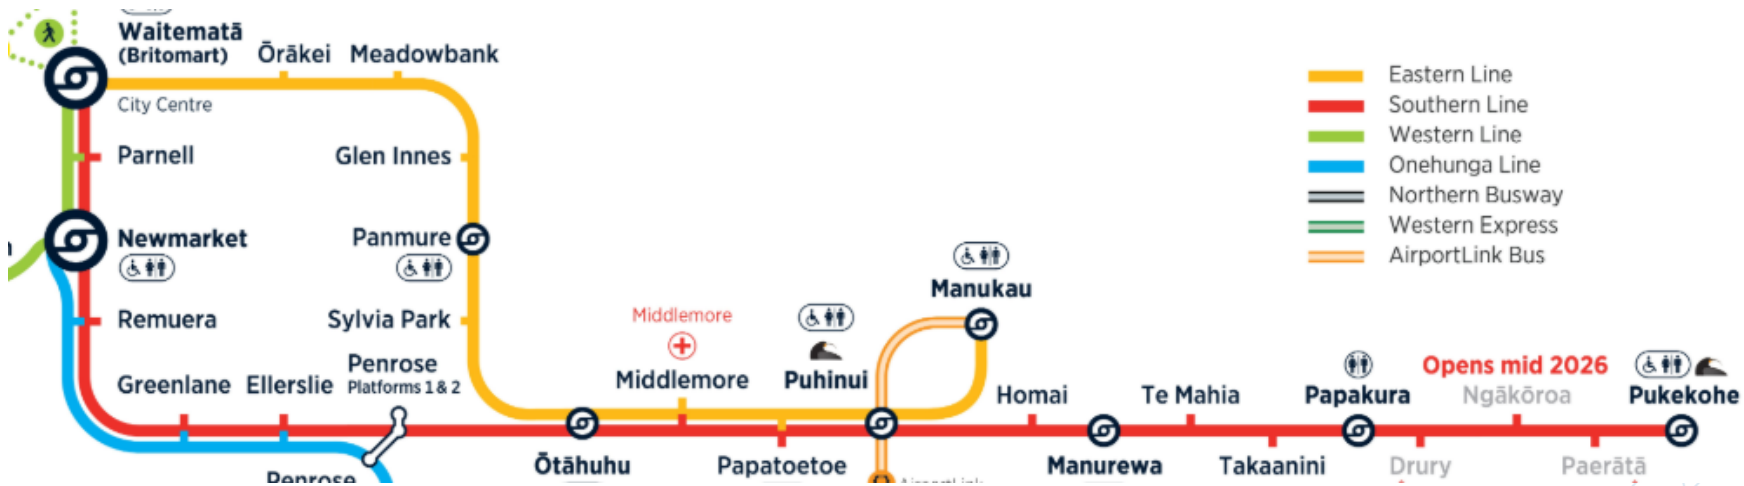 Waitematā
(Britomart)
City Centre
Ōrākei
Meadowbank
Parnell
Glen Innes
Newmarket
Panmure
Remuera
Sylvia Park
Greenlane
Ellerslie
Penrose
Platforms 1 & 2
Penrose
Middlemore
Middlemore
Puhinui
Manukau
Ōtāhuhu
Papatoetoe
AirportLink
Homai
Manurewa
Te Mahia
Takaanini
Papakura
Opens mid 2026
Ngākōroa
Drury
Paerātā
Pukekohe
Eastern Line
Southern Line
Western Line
Onehunga Line
Northern Busway
Western Express
AirportLink Bus